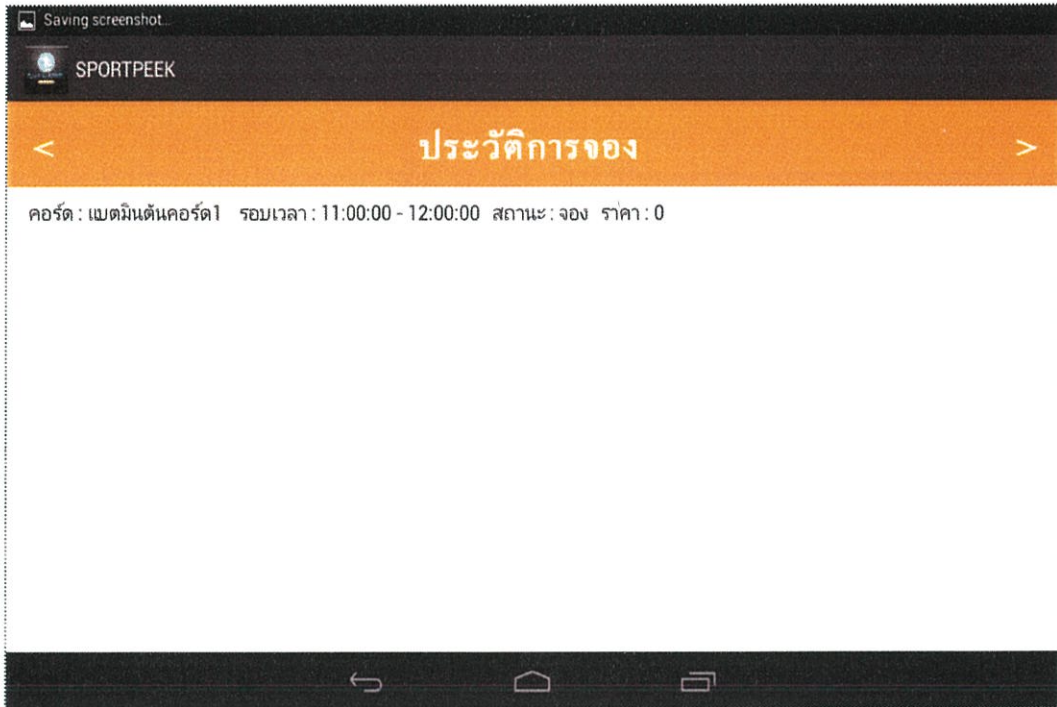 Saving screenshot...
SPORTPEEK
< ประวัติการจอง >
คอร์ด : แบตมินตันคอร์ด1 รอบเวลา : 11:00:00 - 12:00:00 สถานะ : จอง ราคา : 0